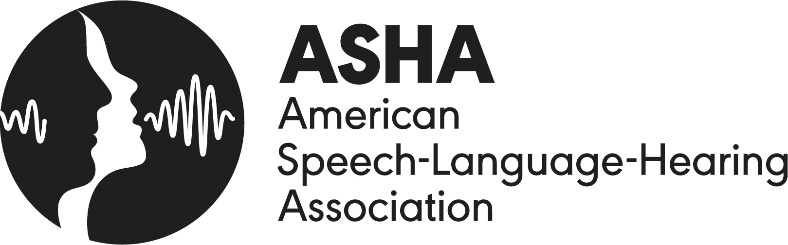 ASHA
American
Speech-Language-Hearing
Association